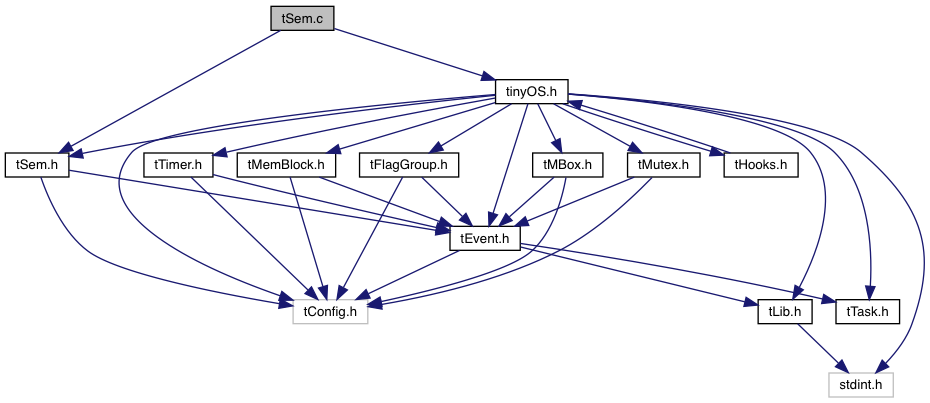 tSem.c
tinyOS.h
tSem.h
tTimer.h
tMemBlock.h
tFlagGroup.h
tMBox.h
tMutex.h
tHooks.h
tEvent.h
tConfig.h
tLib.h
tTask.h
stdint.h